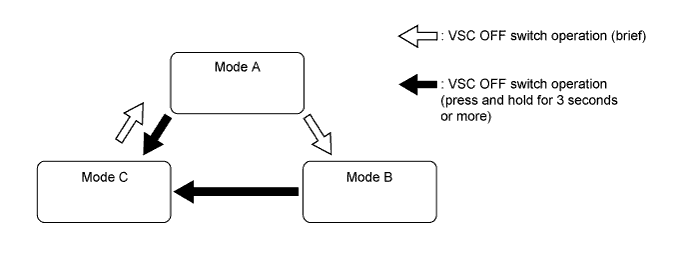 Mode A
: VSC OFF switch operation (brief)
: VSC OFF switch operation
(press and hold for 3 seconds
or more)
Mode C
Mode B